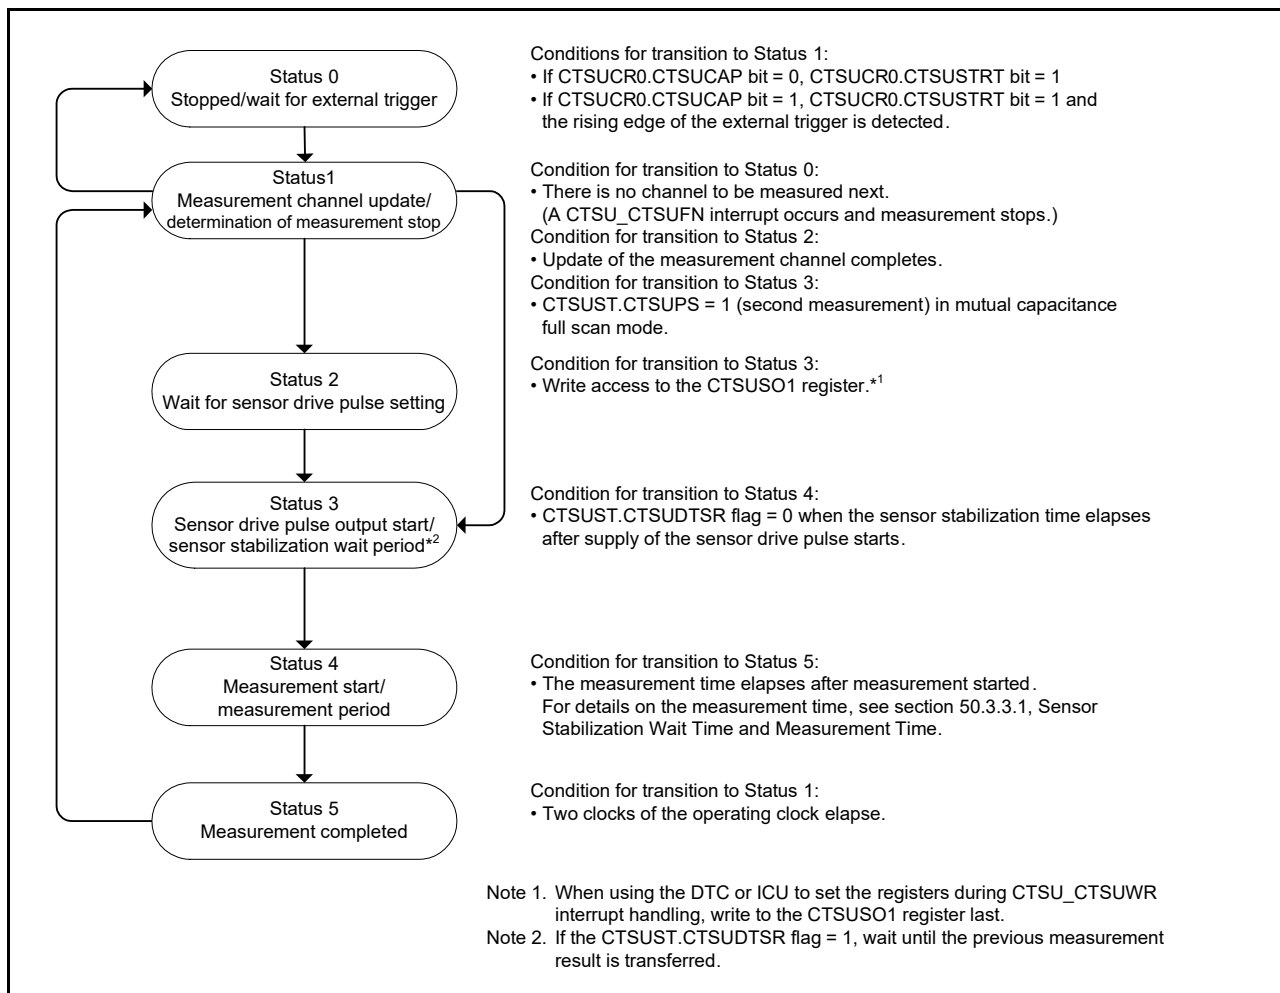 Status 0
Stopped/wait for external trigger
Conditions for transition to Status 1:
• If CTSUCR0.CTSUCAP bit = 0, CTSUCR0.CTSUSTRT bit = 1
• If CTSUCR0.CTSUCAP bit = 1, CTSUCR0.CTSUSTRT bit = 1 and
the rising edge of the external trigger is detected.
Status1
Measurement channel update/
determination of measurement stop
Condition for transition to Status 0:
• There is no channel to be measured next.
(A CTSU_CTSUFN interrupt occurs and measurement stops.)
Condition for transition to Status 2:
• Update of the measurement channel completes.
Condition for transition to Status 3:
• CTSUST.CTSUPS = 1 (second measurement) in mutual capacitance
full scan mode.
Status 2
Wait for sensor drive pulse setting
Condition for transition to Status 3:
• Write access to the CTSUSO1 register.*1
Status 3
Sensor drive pulse output start/
sensor stabilization wait period*2
Condition for transition to Status 4:
• CTSUST.CTSUDTSR flag = 0 when the sensor stabilization time elapses
after supply of the sensor drive pulse starts.
Status 4
Measurement start/
measurement period
Condition for transition to Status 5:
• The measurement time elapses after measurement started.
For details on the measurement time, see section 50.3.3.1, Sensor
Stabilization Wait Time and Measurement Time.
Status 5
Measurement completed
Condition for transition to Status 1:
• Two clocks of the operating clock elapse.
Note 1. When using the DTC or ICU to set the registers during CTSU_CTSUWR
interrupt handling, write to the CTSUSO1 register last.
Note 2. If the CTSUST.CTSUDTSR flag = 1, wait until the previous measurement
result is transferred.